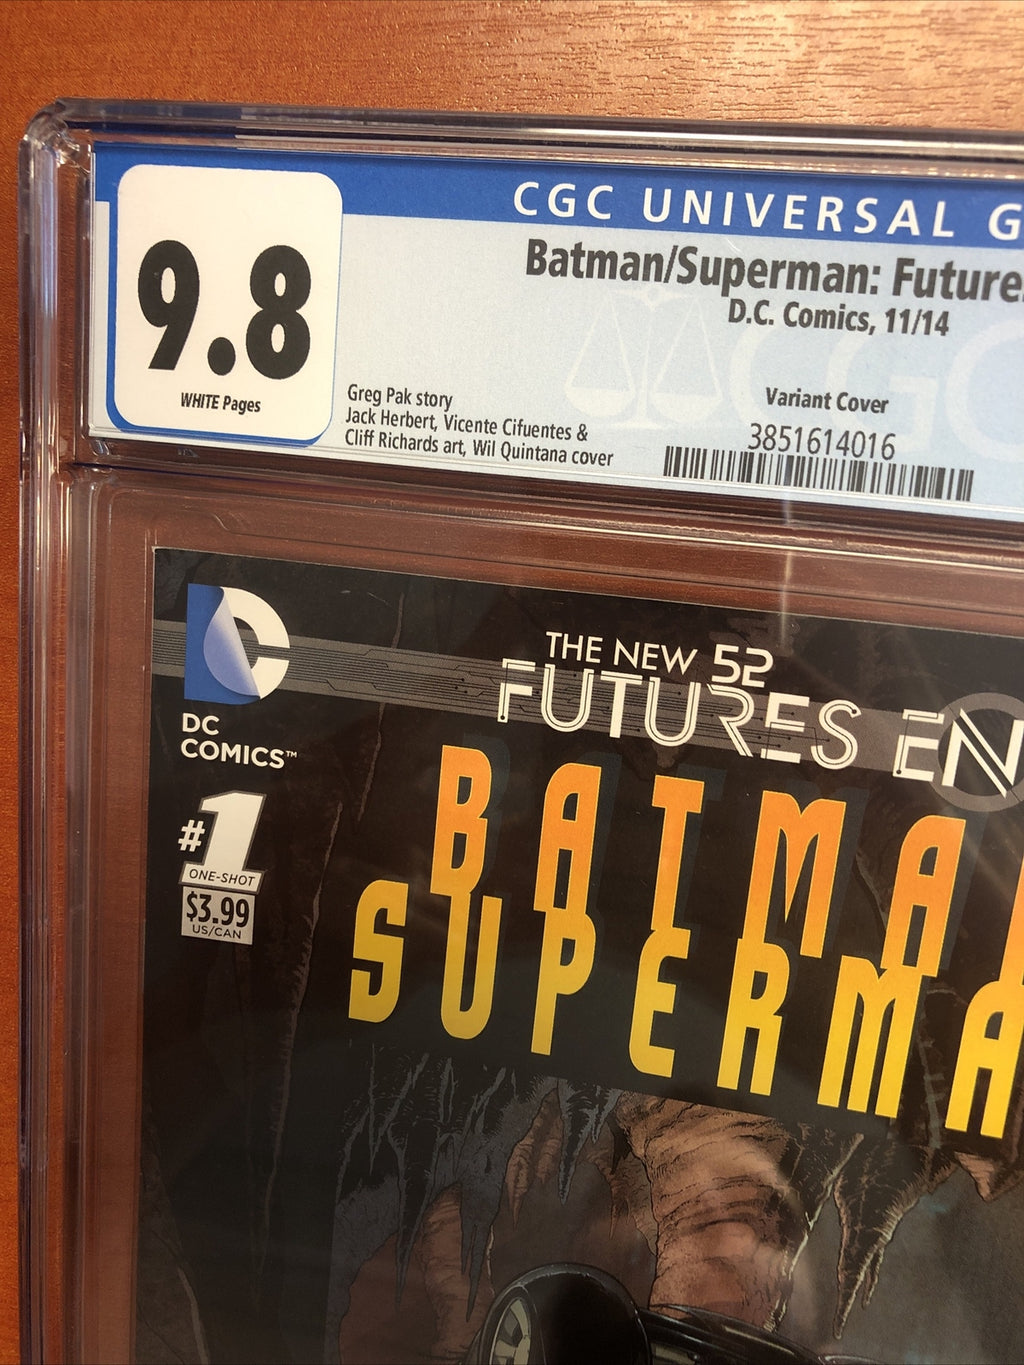 CGC UNIVERSAL G
9.8
WHITE Pages
Batman/Superman: Future
D.C. Comics, 11/14
Greg Pak story
Jack Herbert, Vicente Cifuentes &
Cliff Richards art, Wil Quintana cover
Variant Cover
3851614016
CGC
DC
COMICS™
THE NEW 52
FUTURES EN
#1
ONE-SHOT
$3.99
US/CAN
BATMA
SUPERMA